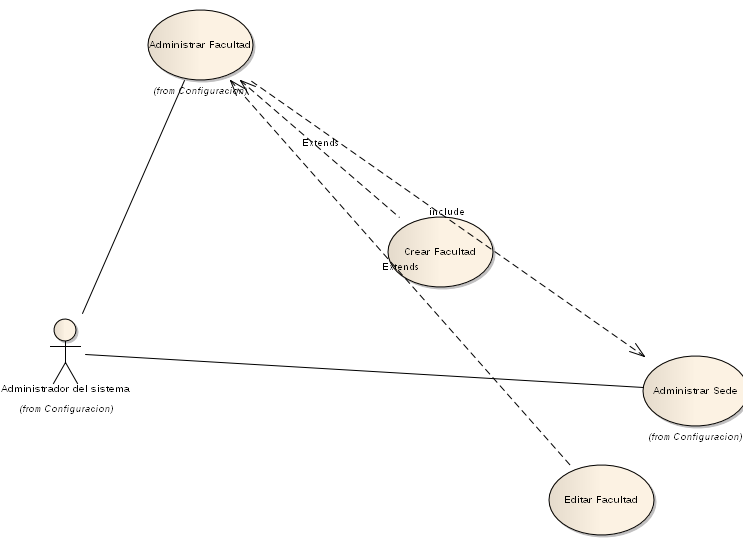 Administrar Facultad
(from Configuracion)
Extends
include
Crear Facultad
Extends
Administrador del sistema
(from Configuracion)
Administrar Sede
(from Configuracion)
Editar Facultad